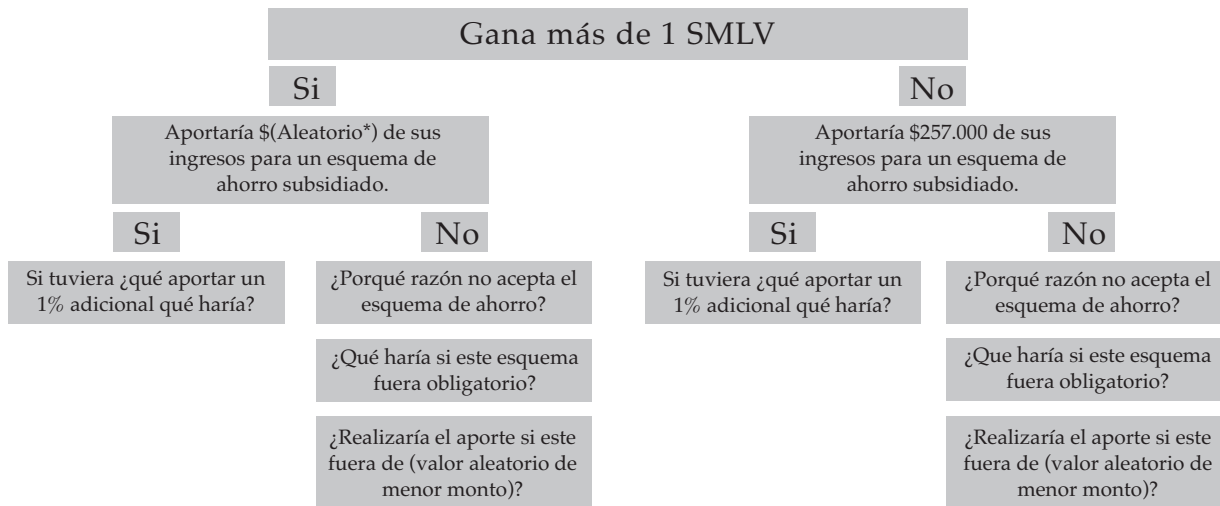 Gana más de 1 SMLV
Si
No
Aportaría $(Aleatorio*) de sus
ingresos para un esquema de
ahorro subsidiado.
Aportaría $257.000 de sus
ingresos para un esquema de
ahorro subsidiado.
Si
No
Si
No
Si tuviera ¿qué aportar un
1% adicional qué haría?
¿Porqué razón no acepta el
esquema de ahorro?
Si tuviera ¿qué aportar un
1% adicional qué haría?
¿Porqué razón no acepta el
esquema de ahorro?
¿Qué haría si este esquema
fuera obligatorio?
¿Que haría si este esquema
fuera obligatorio?
¿Realizaría el aporte si este
fuera de (valor aleatorio de
menor monto)?
¿Realizaría el aporte si este
fuera de (valor aleatorio de
menor monto)?